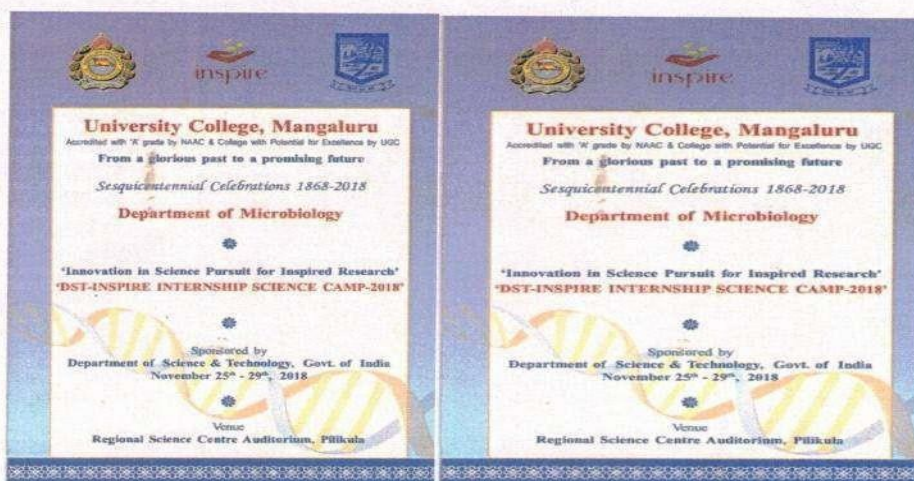 inspire
University College, Mangaluru
Accredited with 'A' grade by NAAC & College with Potential for Excellence by UGC
From a glorious past to a promising future
Sesquicentennial Celebrations 1868-2018
Department of Microbiology
'Innovation in Science Pursuit for Inspired Research'
'DST-INSPIRE INTERNSHIP SCIENCE CAMP-2018'
Sponsored by
Department of Science & Technology, Govt. of India
November 25th - 29th, 2018
Venue
Regional Science Centre Auditorium, Pilikula
inspire
University College, Mangaluru
Accredited with 'A' grade by NAAC & College with Potential for Excellence by UGC
From a glorious past to a promising future
Sesquicentennial Celebrations 1868-2018
Department of Microbiology
'Innovation in Science Pursuit for Inspired Research'
'DST-INSPIRE INTERNSHIP SCIENCE CAMP-2018'
Sponsored by
Department of Science & Technology, Govt. of India
November 25th - 29th, 2018
Venue
Regional Science Centre Auditorium, Pilikula